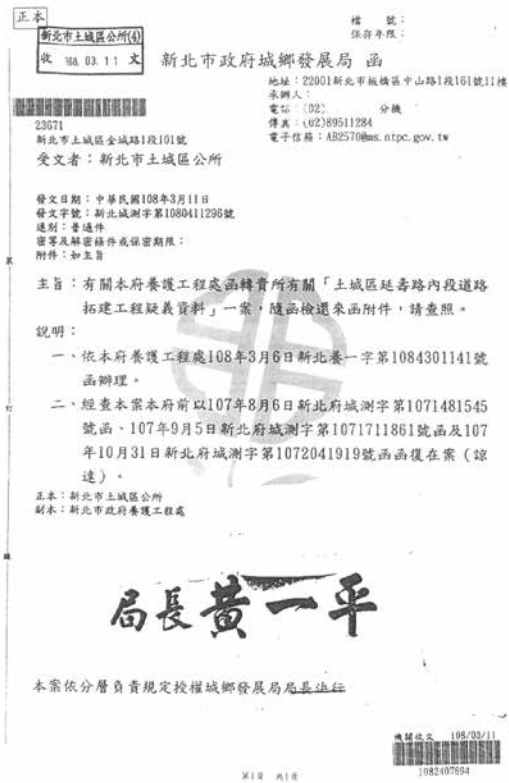 正本
檔　　號：
保存年限：
新北市土城區公所(4)
收 108.03.11 文
新北市政府城鄉發展局　函
地址：22001新北市板橋區中山路1段161號11樓
承辦人：
電話：(02)　　　　分機
傳真：(02)89511284
電子信箱：AB2570@ms.ntpc.gov.tw
23671
新北市土城區金城路1段101號
受文者：新北市土城區公所
發文日期：中華民國108年3月11日
發文字號：新北城測字第1080411296號
速別：普通件
密等及解密條件或保密期限：
附件：如主旨
主旨：有關本府養護工程處函轉貴所有關「土城區延壽路內段道路
拓建工程疑義資料」一案，隨函檢還來函附件，請查照。
說明：
一、依本府養護工程處108年3月6日新北養一字第1084301141號
函辦理。
二、經查本案本府前以107年8月6日新北府城測字第1071481545
號函、107年9月5日新北府城測字第1071711861號函及107
年10月31日新北府城測字第1072041919號函函復在案（諒
達）。
正本：新北市土城區公所
副本：新北市政府養護工程處
裝
訂
線
局長黃一平
本案依分層負責規定授權城鄉發展局局長決行
機關收文 108/03/11
1082407694
第1頁 共1頁